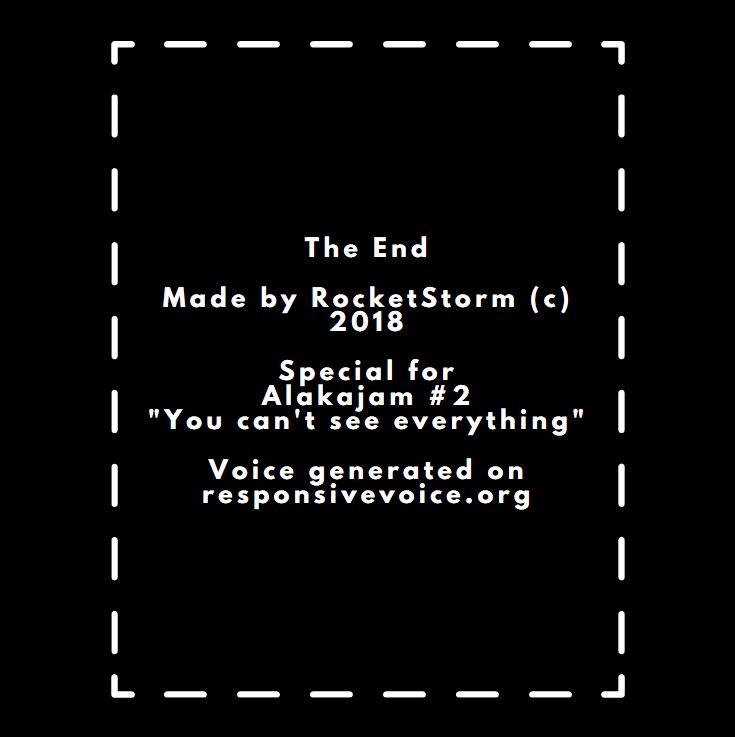 The End
Made by RocketStorm (c)
2018
Special for
Alakajam #2
"You can't see everything"
Voice generated on
responsivevoice.org